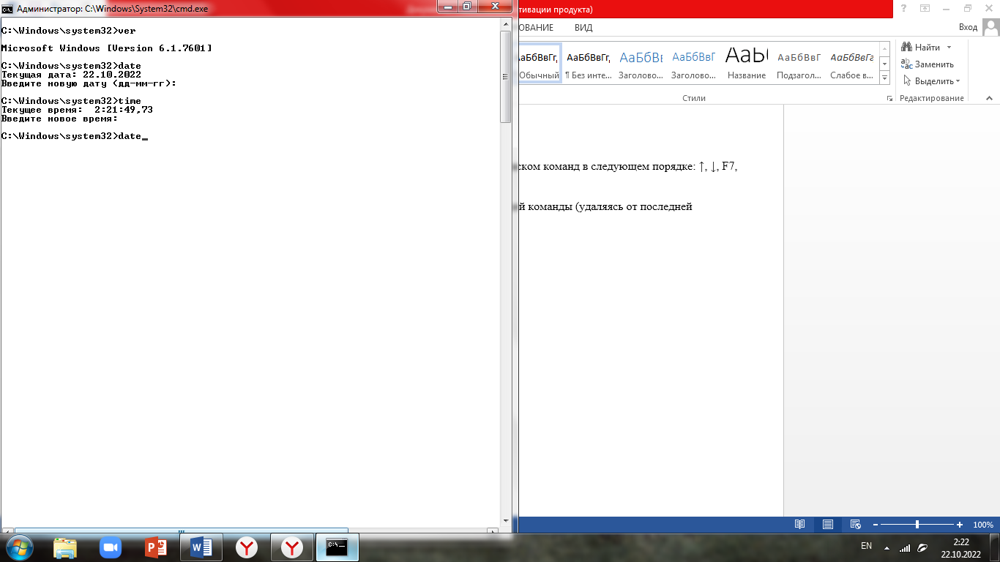 Администратор: C:\Windows\System32\cmd.exe
C:\Windows\system32>ver
Microsoft Windows [Version 6.1.7601]
C:\Windows\system32>date
Текущая дата: 22.10.2022
Введите новую дату (дд-мм-гг):
C:\Windows\system32>time
Текущее время:  2:21:49,73
Введите новое время:
C:\Windows\system32>date_
тивации продукта)
ОВАНИЕ ВИД
Вход
АаБбВвГг, АаБбВвГг, АаБбВв АаБбВвГ АаБ АаБбВвГ АаБбВвГг
Обычный ¶ Без инте... Заголово... Заголово... Название Подзагол... Слабое в...
Стили
Найти
Заменить
Выделить
Редактирование
ском команд в следующем порядке: ↑, ↓, F7,
й команды (удаляясь от последней
100%
EN
2:22
22.10.2022